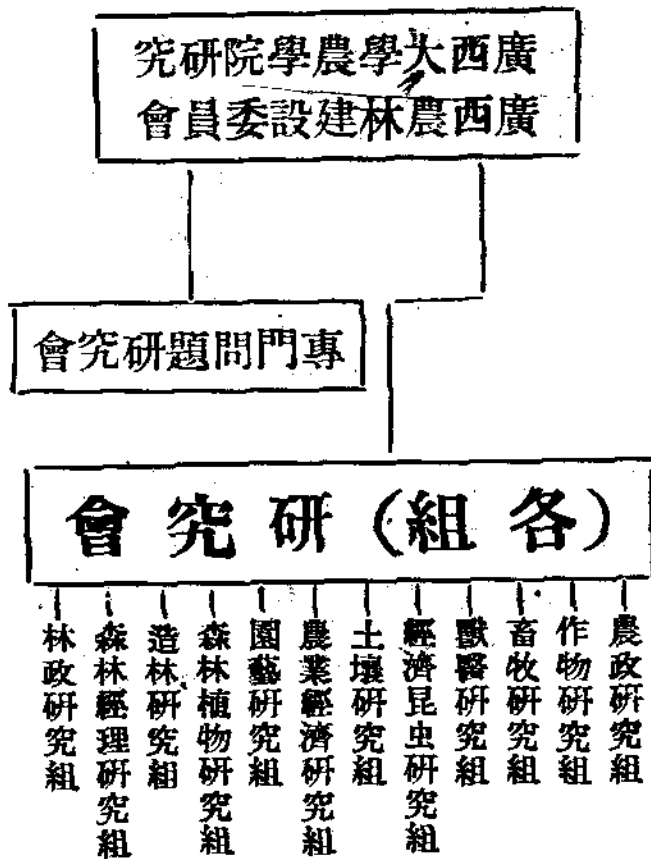 廣西大學農學院研究
廣西農林建設委員會
專門問題研究會
(各組)研究會
農政研究組
作物研究組
畜牧研究組
獸醫研究組
經濟昆虫研究組
土壤研究組
農業經濟研究組
園藝研究組
森林植物研究組
造林研究組
森林經理研究組
林政研究組